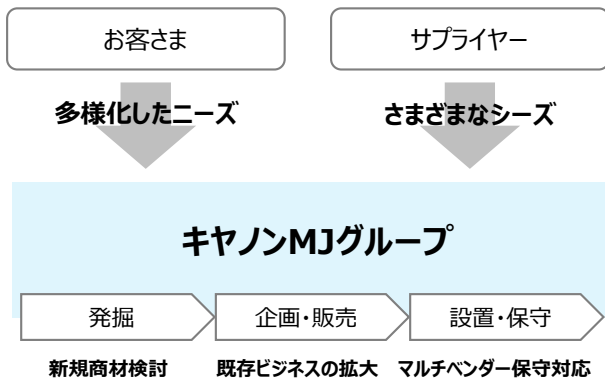 お客さま
サプライヤー
多様化したニーズ
さまざまなシーズ
キヤノンMJグループ
発掘
企画・販売
設置・保守
新規商材検討
既存ビジネスの拡大
マルチベンダー保守対応